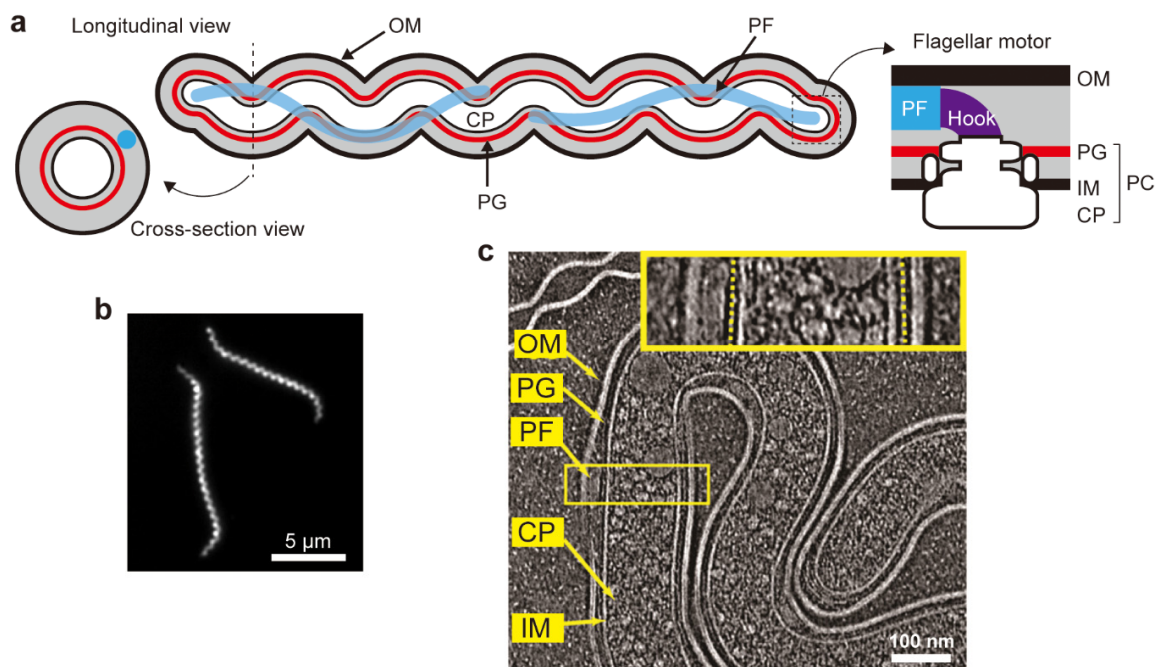 a
Longitudinal view
OM
PF
Flagellar motor
OM
PF
Hook
CP
PG
PG
IM
PC
CP
Cross-section view
b
5 μm
c
OM
PG
PF
CP
IM
100 nm